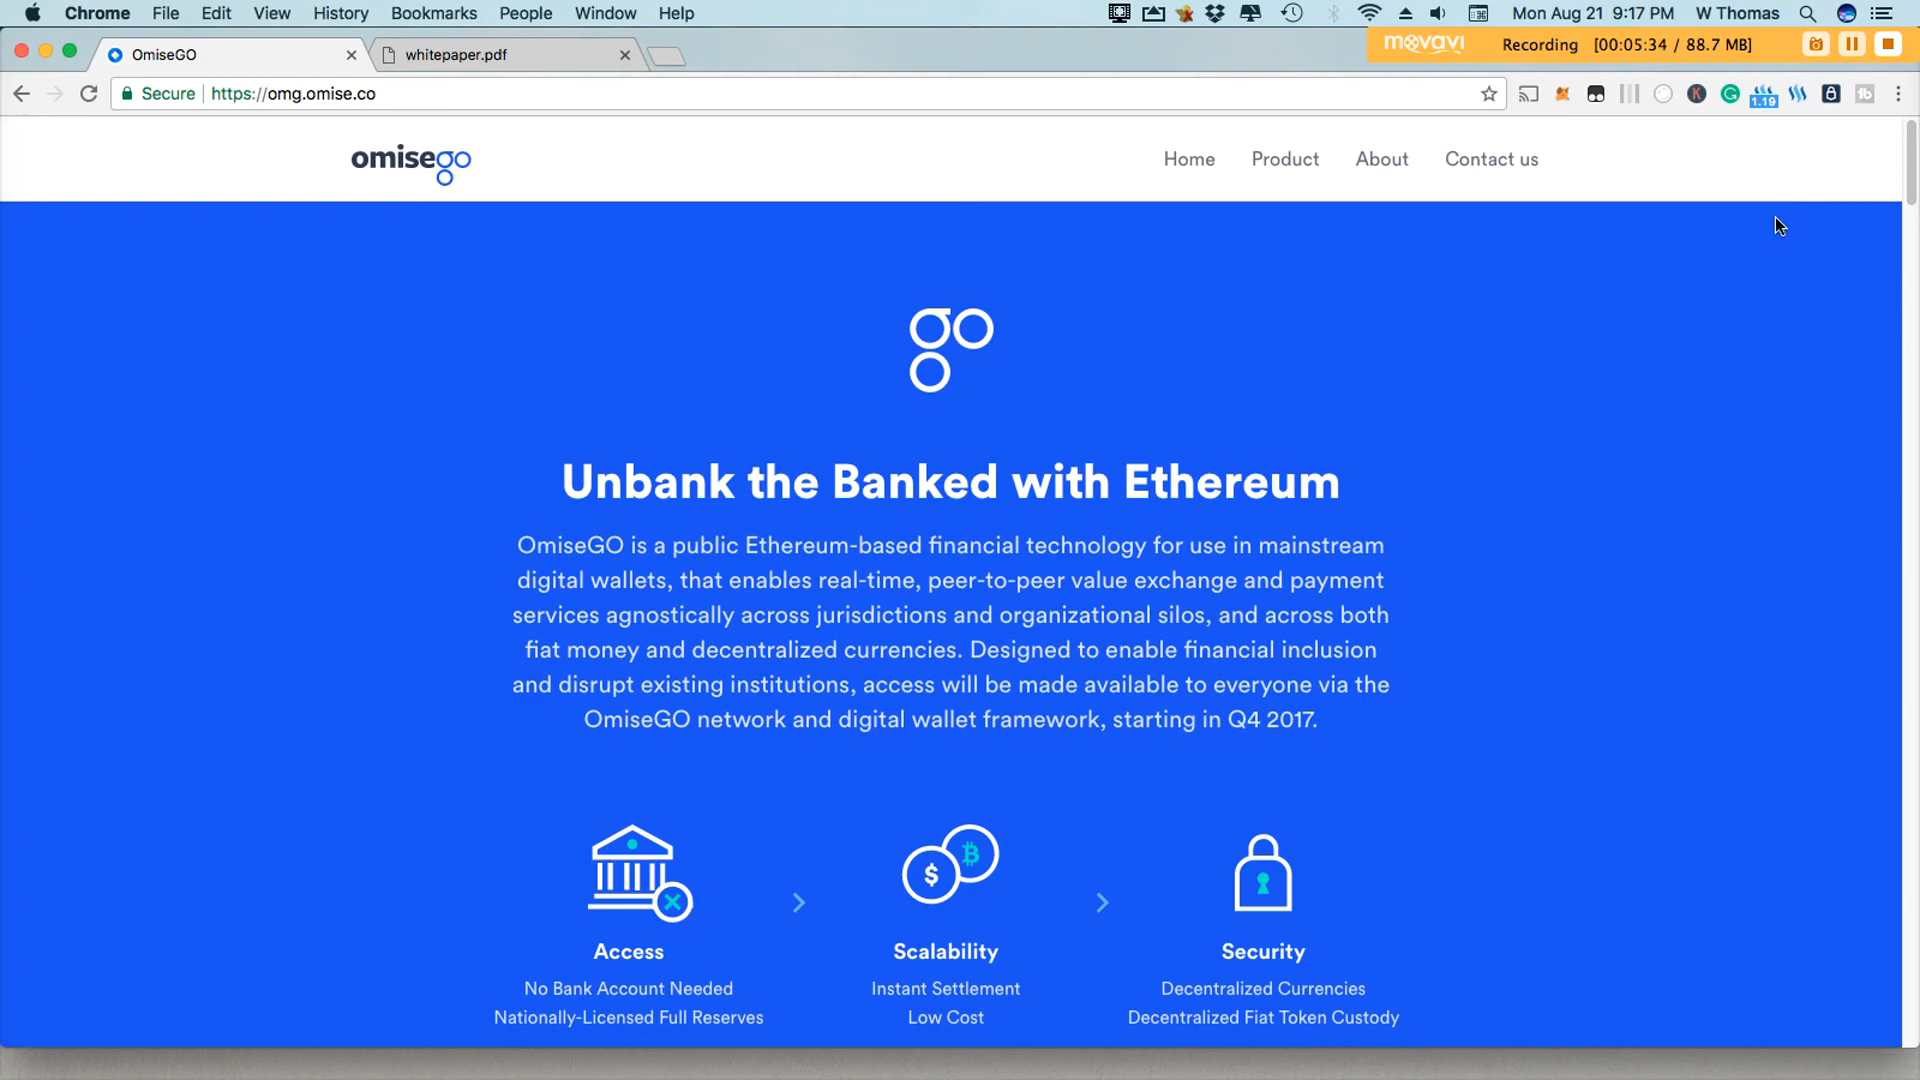 Chrome File Edit View History Bookmarks People Window Help Mon Aug 21 9:17 PM W Thomas
OmiseGO whitepaper.pdf
movavi Recording [00:05:34 / 88.7 MB]
Secure https://omg.omise.co
K 1.19 tb
omisego
Home Product About Contact us
go
Unbank the Banked with Ethereum
OmiseGO is a public Ethereum-based financial technology for use in mainstream
digital wallets, that enables real-time, peer-to-peer value exchange and payment
services agnostically across jurisdictions and organizational silos, and across both
fiat money and decentralized currencies. Designed to enable financial inclusion
and disrupt existing institutions, access will be made available to everyone via the
OmiseGO network and digital wallet framework, starting in Q4 2017.
Access
No Bank Account Needed
Nationally-Licensed Full Reserves
Scalability
Instant Settlement
Low Cost
Security
Decentralized Currencies
Decentralized Fiat Token Custody